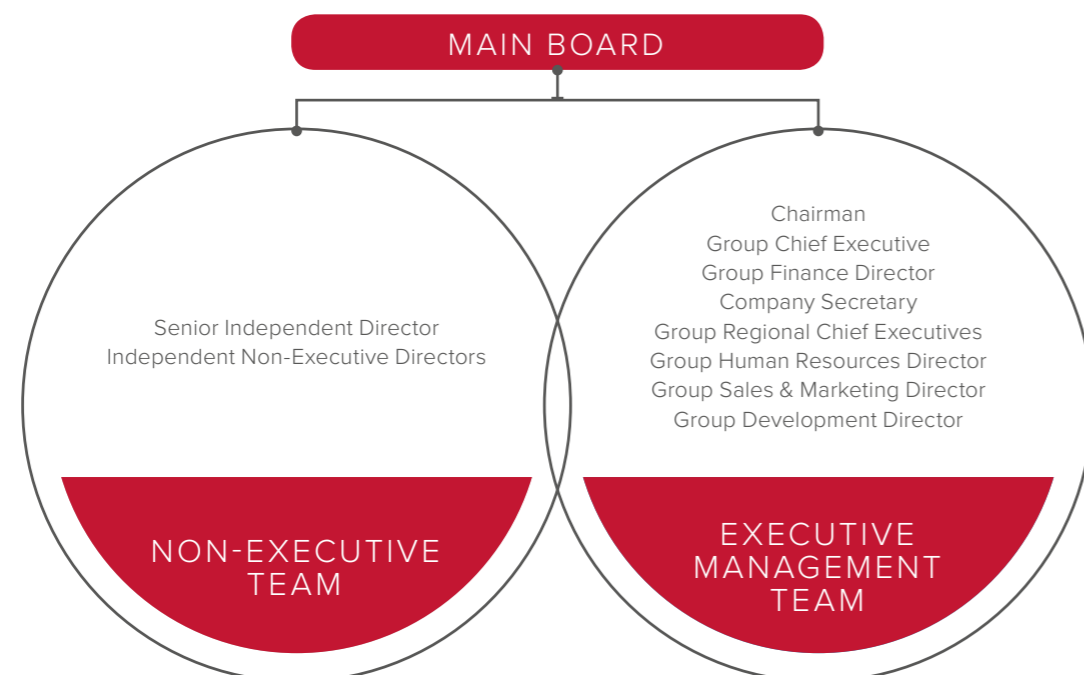 MAIN BOARD
Senior Independent Director
Independent Non-Executive Directors
NON-EXECUTIVE
TEAM
Chairman
Group Chief Executive
Group Finance Director
Company Secretary
Group Regional Chief Executives
Group Human Resources Director
Group Sales & Marketing Director
Group Development Director
EXECUTIVE
MANAGEMENT
TEAM